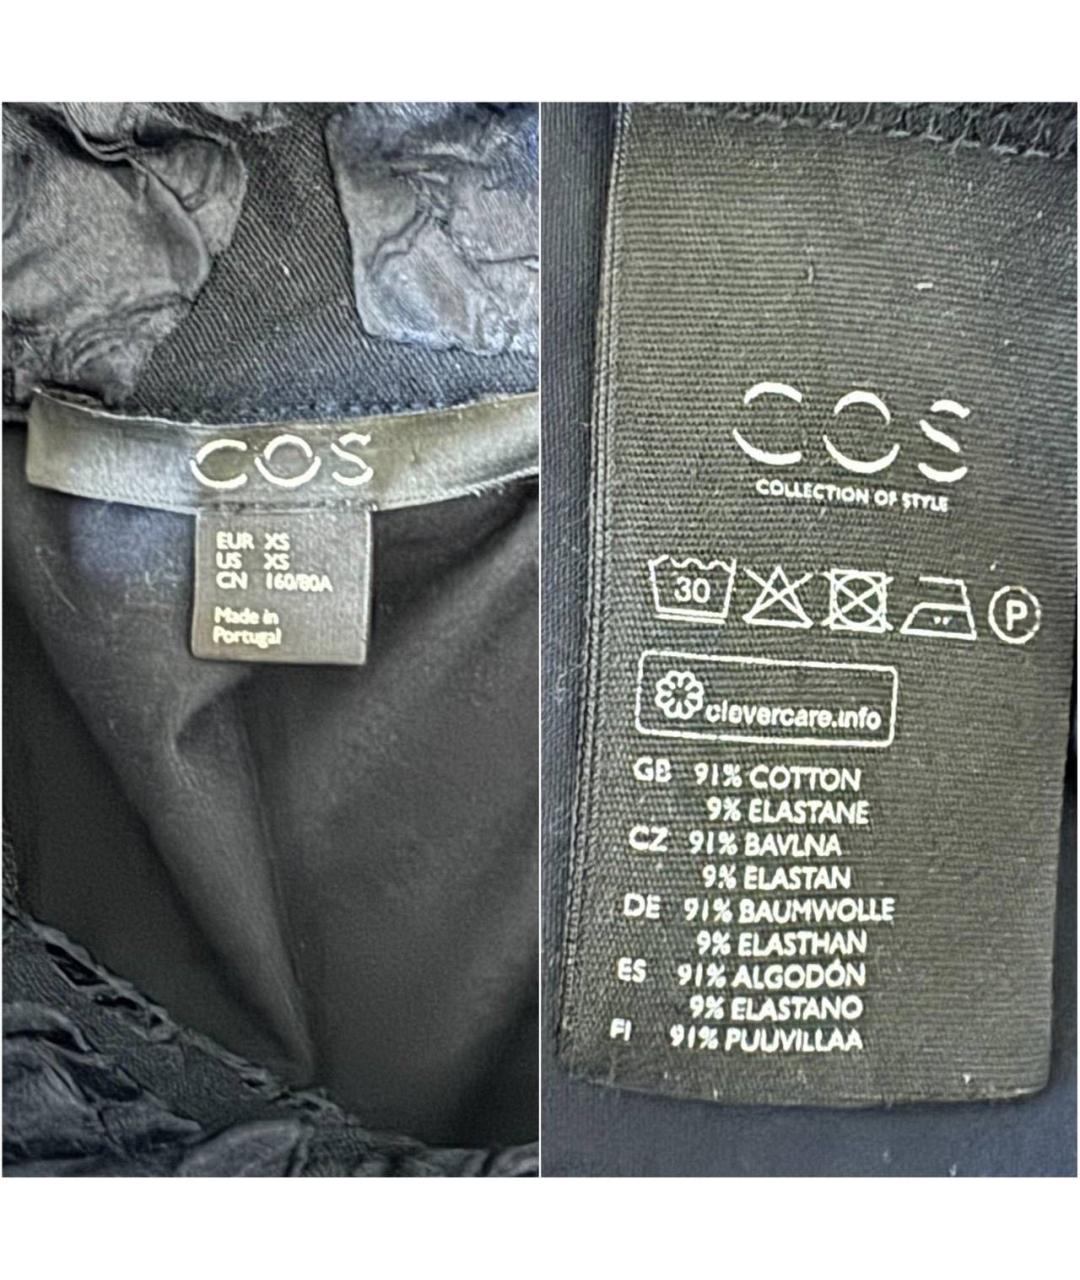 COS
EUR XS
US XS
CN 160/80A
Made in
Portugal
COS
COLLECTION OF STYLE
30
P
clevercare.info
GB 91% COTTON
9% ELASTANE
CZ 91% BAVLNA
9% ELASTAN
DE 91% BAUMWOLLE
9% ELASTHAN
ES 91% ALGODÓN
9% ELASTANO
FI 91% PUUVILLAA